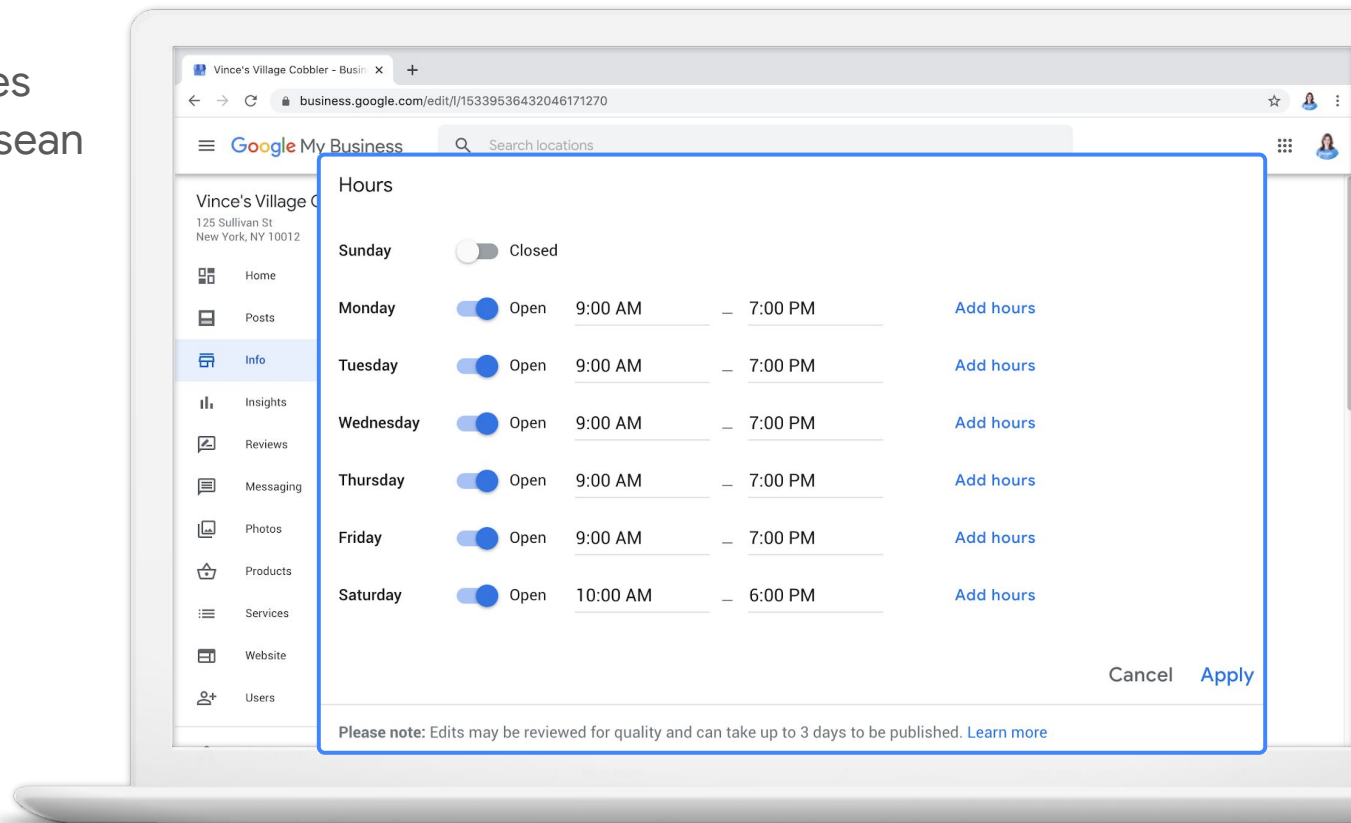 es
sean
Vince's Village Cobbler - Busin
business.google.com/edit/l/15339536432046171270
Google My Business
Search locations
Vince's Village
125 Sullivan St
New York, NY 10012
Home
Posts
Info
Insights
Reviews
Messaging
Photos
Products
Services
Website
Users
Hours
Sunday Closed
Monday Open 9:00 AM – 7:00 PM Add hours
Tuesday Open 9:00 AM – 7:00 PM Add hours
Wednesday Open 9:00 AM – 7:00 PM Add hours
Thursday Open 9:00 AM – 7:00 PM Add hours
Friday Open 9:00 AM – 7:00 PM Add hours
Saturday Open 10:00 AM – 6:00 PM Add hours
Cancel Apply
Please note: Edits may be reviewed for quality and can take up to 3 days to be published. Learn more